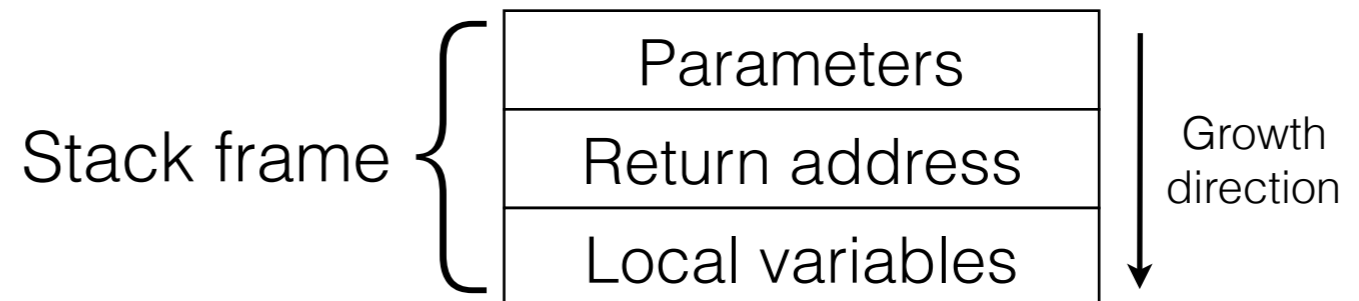 Parameters
Stack frame
Return address
Growth
direction
Local variables